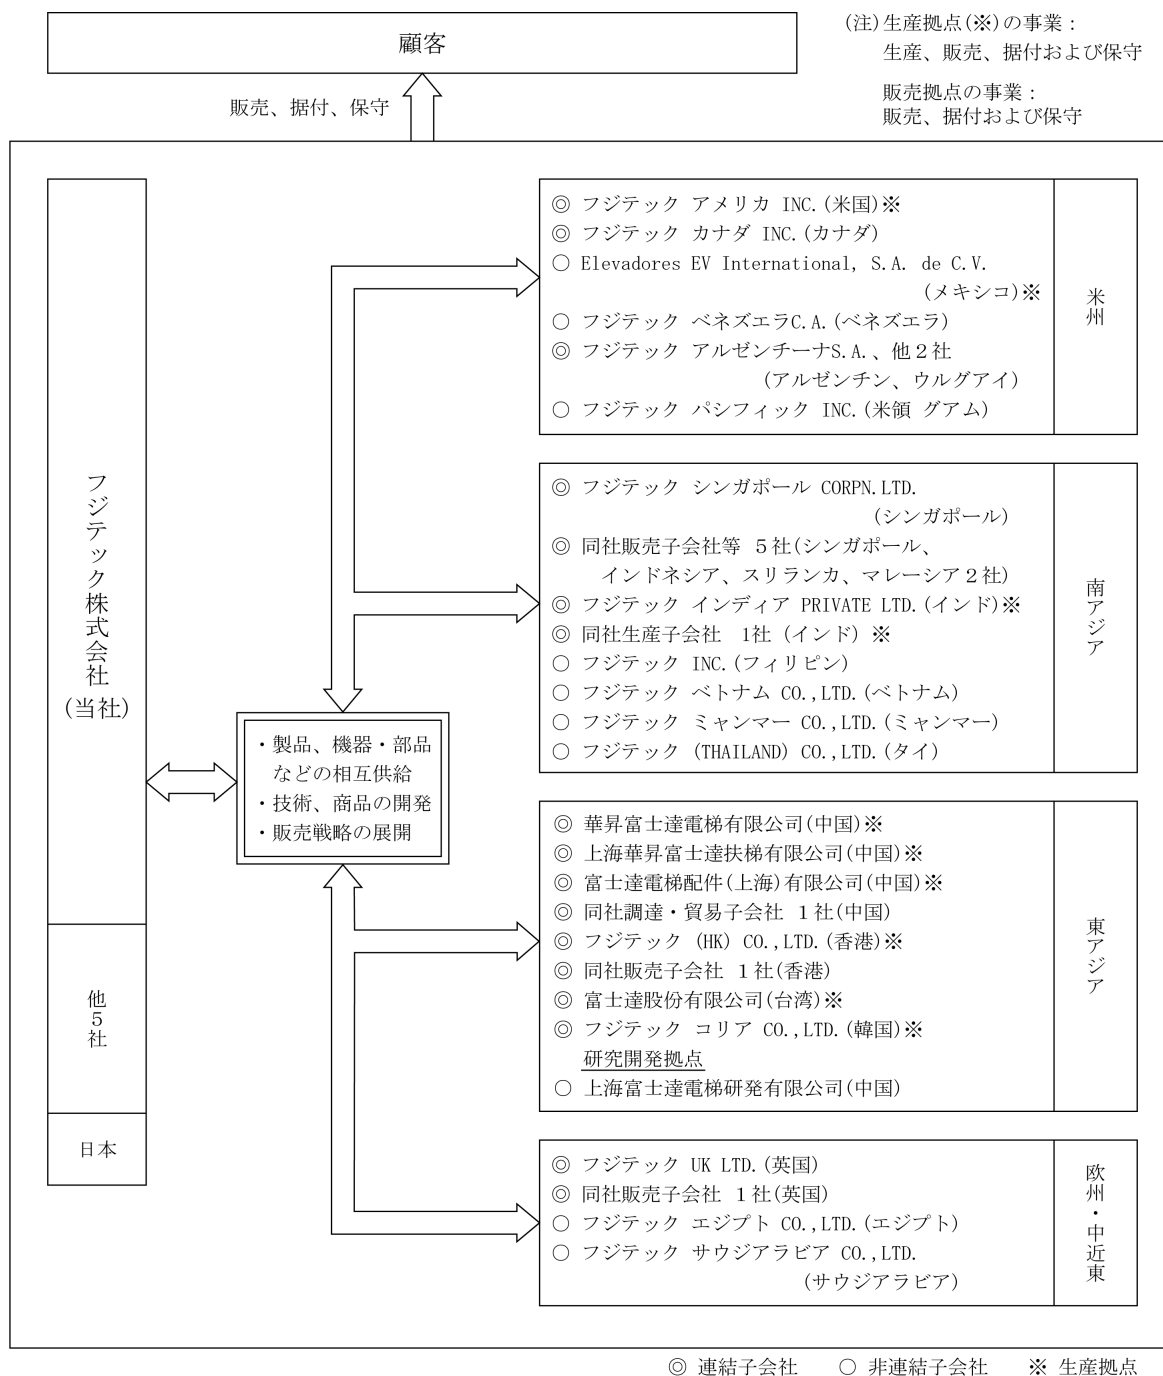 顧客
(注)生産拠点(※)の事業:
生産、販売、据付および保守
販売拠点の事業:
販売、据付および保守
販売、据付、保守
フジテック株式会社
(当社)
他5社
日本
・製品、機器・部品
などの相互供給
・技術、商品の開発
・販売戦略の展開
◎ フジテック アメリカ INC.(米国)※
◎ フジテック カナダ INC.(カナダ)
○ Elevadores EV International, S.A. de C.V.
(メキシコ)※
○ フジテック ベネズエラC.A.(ベネズエラ)
◎ フジテック アルゼンチーナS.A.、他2社
(アルゼンチン、ウルグアイ)
○ フジテック パシフィック INC.(米領 グアム)
米州
◎ フジテック シンガポール CORPN.LTD.
(シンガポール)
◎ 同社販売子会社等 5社(シンガポール、
インドネシア、スリランカ、マレーシア2社)
◎ フジテック インディア PRIVATE LTD.(インド)※
◎ 同社生産子会社 1社(インド)※
○ フジテック INC.(フィリピン)
○ フジテック ベトナム CO.,LTD.(ベトナム)
○ フジテック ミャンマー CO.,LTD.(ミャンマー)
○ フジテック (THAILAND) CO.,LTD.(タイ)
南アジア
◎ 華昇富士達電梯有限公司(中国)※
◎ 上海華昇富士達扶梯有限公司(中国)※
◎ 富士達電梯配件(上海)有限公司(中国)※
◎ 同社調達・貿易子会社 1社(中国)
◎ フジテック (HK) CO.,LTD.(香港)※
◎ 同社販売子会社 1社(香港)
◎ 富士達股份有限公司(台湾)※
◎ フジテック コリア CO.,LTD.(韓国)※
研究開発拠点
○ 上海富士達電梯研発有限公司(中国)
東アジア
◎ フジテック UK LTD.(英国)
◎ 同社販売子会社 1社(英国)
○ フジテック エジプト CO.,LTD.(エジプト)
○ フジテック サウジアラビア CO.,LTD.
(サウジアラビア)
欧州・中近東
◎ 連結子会社 ○ 非連結子会社 ※ 生産拠点